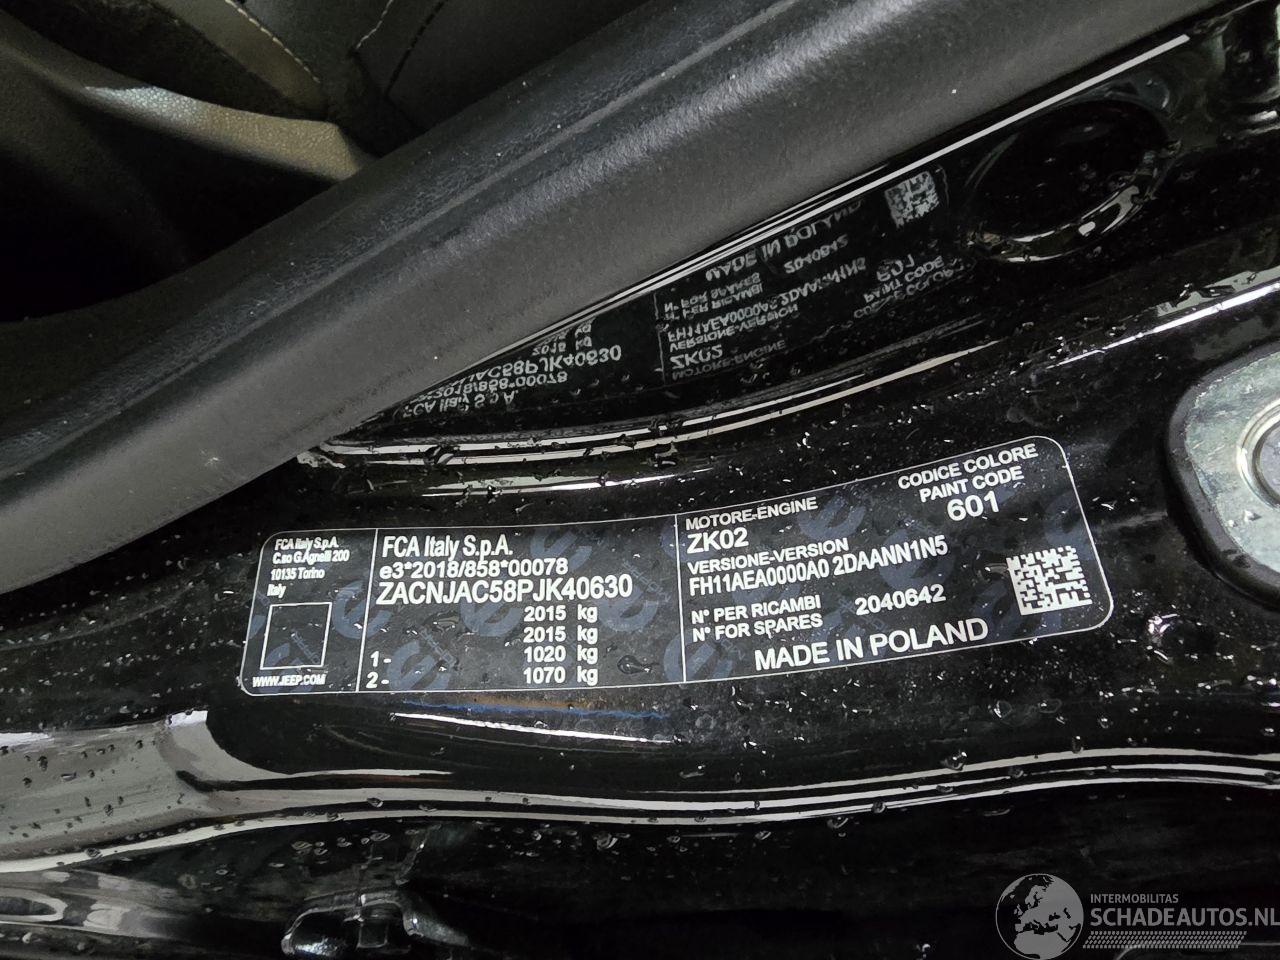 FCA Italy S.p.A.
C.so G.Agnelli 200
10135 Torino
Italy
WWW.JEEP.COM
FCA Italy S.p.A.
e3*2018/858*00078
ZACNJAC58PJK40630
2015 kg
2015 kg
1- 1020 kg
2- 1070 kg
MOTORE-ENGINE
ZK02
VERSIONE-VERSION
FH11AEA0000A0 2DAANN1N5
N° PER RICAMBI
N° FOR SPARES
2040642
MADE IN POLAND
CODICE COLORE
PAINT CODE
601
INTERMOBILITAS
SCHADEAUTOS.NL